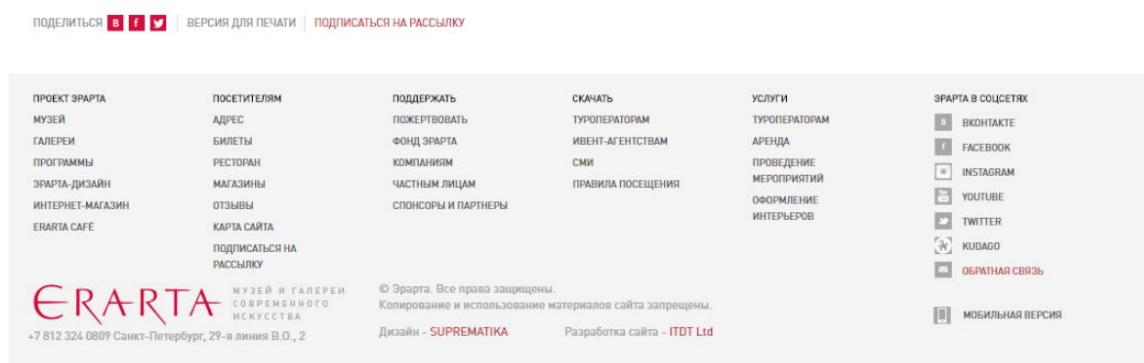 ПОДЕЛИТЬСЯ В f ВЕРСИЯ ДЛЯ ПЕЧАТИ ПОДПИСАТЬСЯ НА РАССЫЛКУ
ПРОЕКТ ЭРАРТА
МУЗЕЙ
ГАЛЕРЕИ
ПРОГРАММЫ
ЭРАРТА-ДИЗАЙН
ИНТЕРНЕТ-МАГАЗИН
ERARTA CAFÉ
ПОСЕТИТЕЛЯМ
АДРЕС
БИЛЕТЫ
РЕСТОРАН
МАГАЗИНЫ
ОТЗЫВЫ
КАРТА САЙТА
ПОДПИСАТЬСЯ НА
РАССЫЛКУ
ПОДДЕРЖАТЬ
ПОЖЕРТВОВАТЬ
ФОНД ЭРАРТА
КОМПАНИЯМ
ЧАСТНЫМ ЛИЦАМ
СПОНСОРЫ И ПАРТНЕРЫ
СКАЧАТЬ
ТУРОПЕРАТОРАМ
ИВЕНТ-АГЕНТСТВАМ
СМИ
ПРАВИЛА ПОСЕЩЕНИЯ
УСЛУГИ
ТУРОПЕРАТОРАМ
АРЕНДА
ПРОВЕДЕНИЕ
МЕРОПРИЯТИЙ
ОФОРМЛЕНИЕ
ИНТЕРЬЕРОВ
ЭРАРТА В СОЦСЕТЯХ
В ВКОНТАКТЕ
f FACEBOOK
INSTAGRAM
YOUTUBE
TWITTER
KUDAGO
ОБРАТНАЯ СВЯЗЬ
МОБИЛЬНАЯ ВЕРСИЯ
ERARTA
МУЗЕЙ И ГАЛЕРЕИ
СОВРЕМЕННОГО
ИСКУССТВА
+7 812 324 0809 Санкт-Петербург, 29-я линия В.О., 2
© Эрарта. Все права защищены.
Копирование и использование материалов сайта запрещены.
Дизайн - SUPREMATIKA Разработка сайта - ITDT Ltd